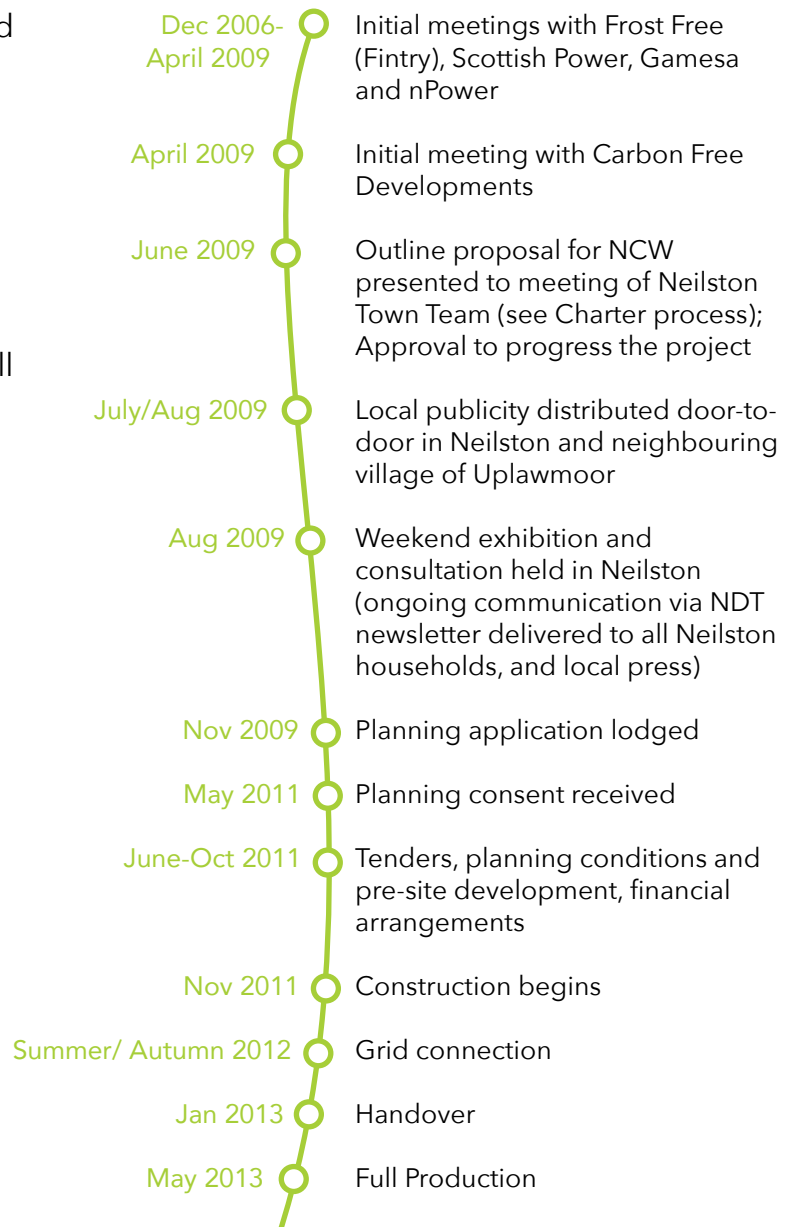 d
ll
Dec 2006-
April 2009
Initial meetings with Frost Free
(Fintry), Scottish Power, Gamesa
and nPower
April 2009
Initial meeting with Carbon Free
Developments
June 2009
Outline proposal for NCW
presented to meeting of Neilston
Town Team (see Charter process);
Approval to progress the project
July/Aug 2009
Local publicity distributed door-to-
door in Neilston and neighbouring
village of Uplawmoor
Aug 2009
Weekend exhibition and
consultation held in Neilston
(ongoing communication via NDT
newsletter delivered to all Neilston
households, and local press)
Nov 2009
Planning application lodged
May 2011
Planning consent received
June-Oct 2011
Tenders, planning conditions and
pre-site development, financial
arrangements
Nov 2011
Construction begins
Summer/ Autumn 2012
Grid connection
Jan 2013
Handover
May 2013
Full Production